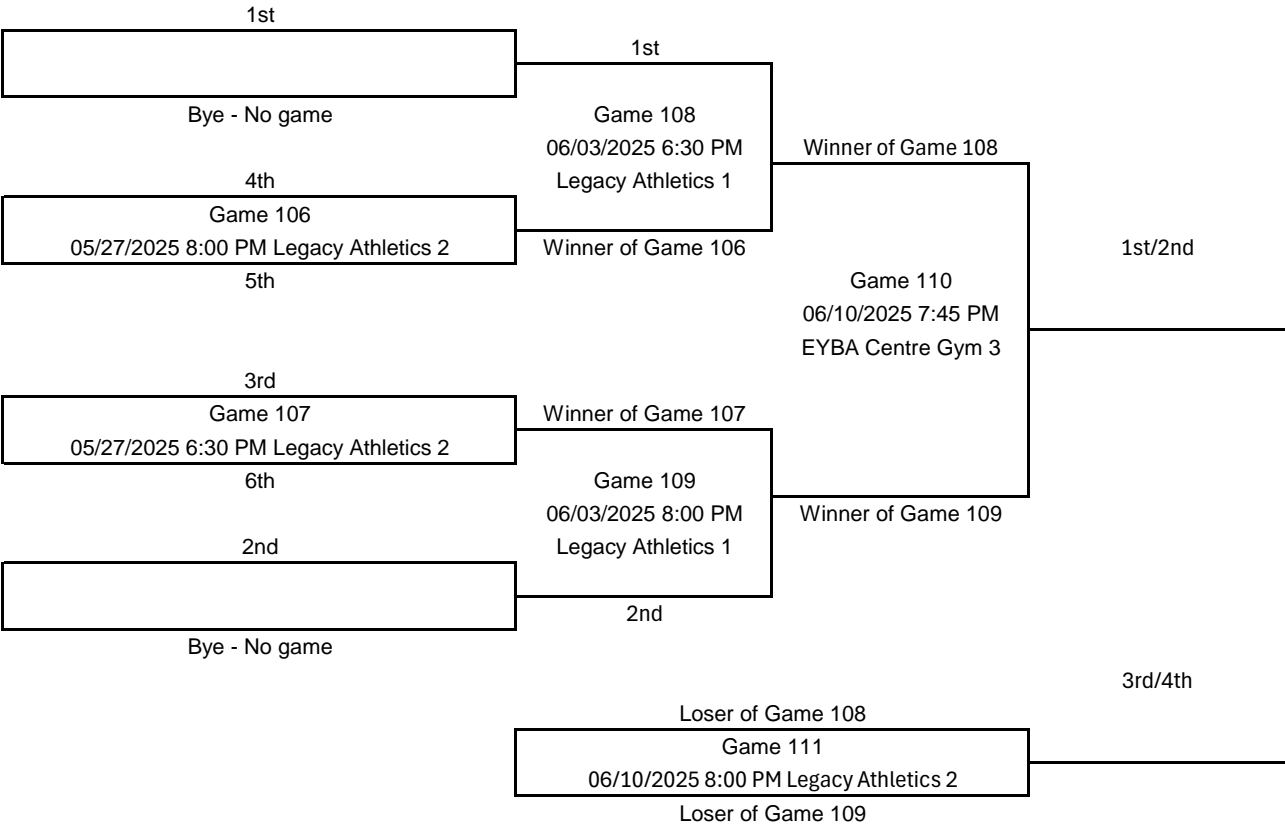 1st
Bye - No game
4th
Game 106
05/27/2025 8:00 PM Legacy Athletics 2
5th
3rd
Game 107
05/27/2025 6:30 PM Legacy Athletics 2
6th
2nd
Bye - No game
1st
Game 108
06/03/2025 6:30 PM
Legacy Athletics 1
Winner of Game 106
Winner of Game 107
Game 109
06/03/2025 8:00 PM
Legacy Athletics 1
2nd
Winner of Game 108
Game 110
06/10/2025 7:45 PM
EYBA Centre Gym 3
Winner of Game 109
1st/2nd
Loser of Game 108
Game 111
06/10/2025 8:00 PM Legacy Athletics 2
Loser of Game 109
3rd/4th